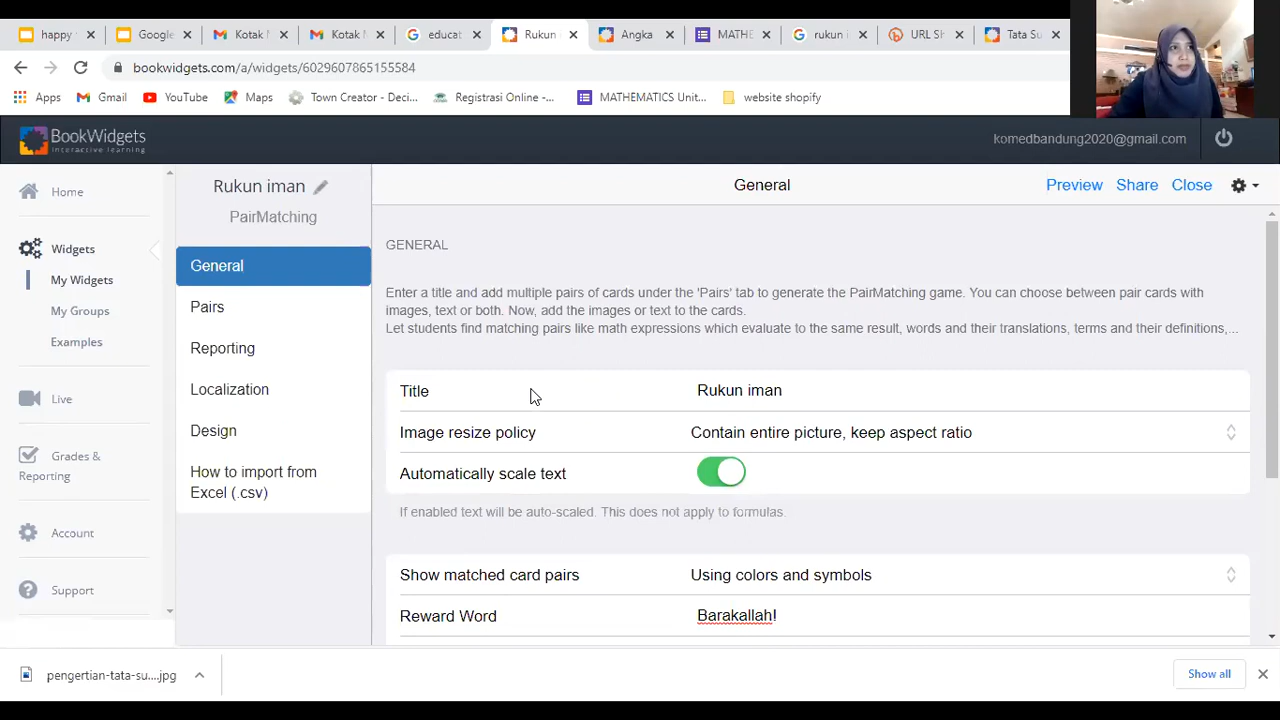 happy
Google
Kotak
Kotak
educat
Rukun
Angka
MATHE
rukun i
URL Sh
Tata Su
bookwidgets.com/a/widgets/6029607865155584
Apps
Gmail
YouTube
Maps
Town Creator - Deci...
Registrasi Online -...
MATHEMATICS Unit...
website shopify
BookWidgets
interactive learning
komedbandung2020@gmail.com
Home
Widgets
My Widgets
My Groups
Examples
Live
Grades &
Reporting
Account
Support
Rukun iman
PairMatching
General
Pairs
Reporting
Localization
Design
How to import from
Excel (.csv)
General
Preview
Share
Close
GENERAL
Enter a title and add multiple pairs of cards under the 'Pairs' tab to generate the PairMatching game. You can choose between pair cards with
images, text or both. Now, add the images or text to the cards.
Let students find matching pairs like math expressions which evaluate to the same result, words and their translations, terms and their definitions,...
Title Rukun iman
Image resize policy Contain entire picture, keep aspect ratio
Automatically scale text
If enabled text will be auto-scaled. This does not apply to formulas.
Show matched card pairs Using colors and symbols
Reward Word Barakallah!
pengertian-tata-su....jpg
Show all